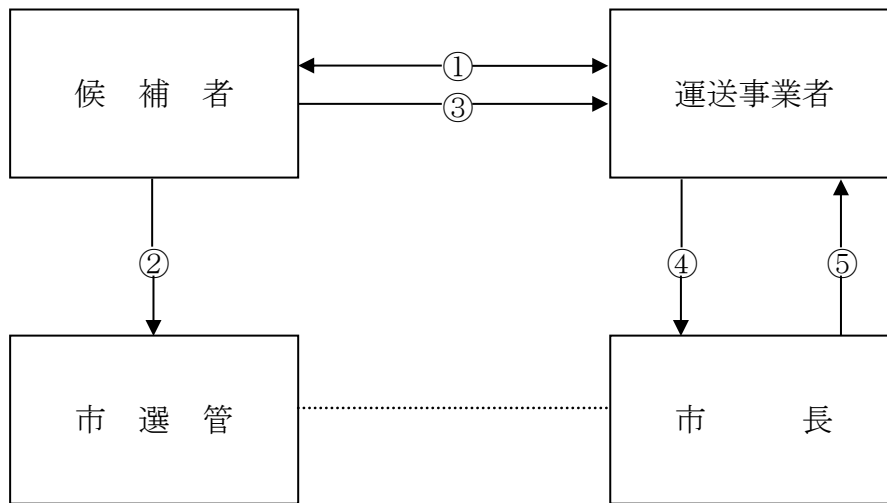 ①
候　補　者
運送事業者
③
②
④
⑤
市　選　管
市　　　長